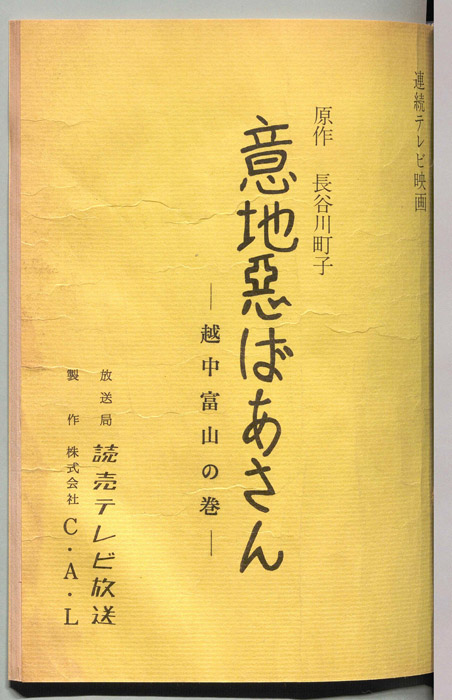 連続テレビ映画
原作 長谷川町子
意地悪ばあさん
―越中富山の巻―
放送局 読売テレビ放送
製作 株式会社 C・A・L